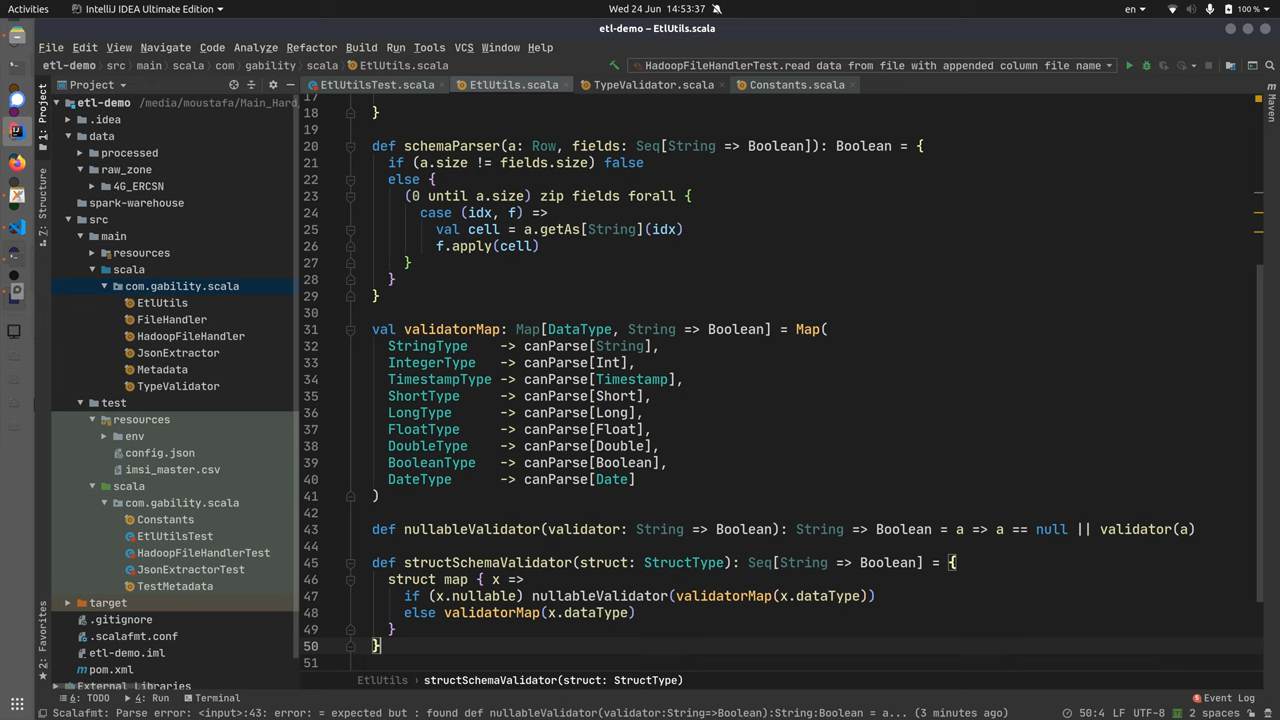 Activities
IntelliJ IDEA Ultimate Edition
Wed 24 Jun 14:53:37
en
100 %
etl-demo – EtlUtils.scala
File Edit View Navigate Code Analyze Refactor Build Run Tools VCS Window Help
etl-demo src main scala com gability scala EtlUtils.scala
HadoopFileHandlerTest.read data from file with appended column file name
Project
EtlUtilsTest.scala
EtlUtils.scala
TypeValidator.scala
Constants.scala
1: Project
7: Structure
2: Favorites
Maven
etl-demo /media/moustafa/Main_Hard
.idea
data
processed
raw_zone
4G_ERCSN
spark-warehouse
src
main
resources
scala
com.gability.scala
EtlUtils
FileHandler
HadoopFileHandler
JsonExtractor
Metadata
TypeValidator
test
resources
env
config.json
imsi_master.csv
scala
com.gability.scala
Constants
EtlUtilsTest
HadoopFileHandlerTest
JsonExtractorTest
TestMetadata
target
.gitignore
.scalafmt.conf
etl-demo.iml
pom.xml
External Libraries
17
18 }
19
20 def schemaParser(a: Row, fields: Seq[String => Boolean]): Boolean = {
21 if (a.size != fields.size) false
22 else {
23 (0 until a.size) zip fields forall {
24 case (idx, f) =>
25 val cell = a.getAs[String](idx)
26 f.apply(cell)
27 }
28 }
29 }
30
31 val validatorMap: Map[DataType, String => Boolean] = Map(
32 StringType -> canParse[String],
33 IntegerType -> canParse[Int],
34 TimestampType -> canParse[Timestamp],
35 ShortType -> canParse[Short],
36 LongType -> canParse[Long],
37 FloatType -> canParse[Float],
38 DoubleType -> canParse[Double],
39 BooleanType -> canParse[Boolean],
40 DateType -> canParse[Date]
41 )
42
43 def nullableValidator(validator: String => Boolean): String => Boolean = a => a == null || validator(a)
44
45 def structSchemaValidator(struct: StructType): Seq[String => Boolean] = {
46 struct map { x =>
47 if (x.nullable) nullableValidator(validatorMap(x.dataType))
48 else validatorMap(x.dataType)
49 }
50 }
51
EtlUtils structSchemaValidator(struct: StructType)
6: TODO 4: Run Terminal Event Log
Scalafmt: Parse error: <input>:43: error: = expected but : found def nullableValidator(validator:String=>Boolean):String:Boolean = a... (3 minutes ago)
50:4 LF UTF-8 2 spaces